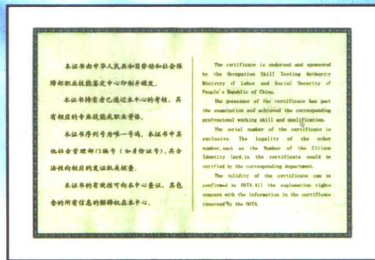 本证书由中华人民共和国劳动和社会保
障部职业技能鉴定中心印制并颁发。
本证书持有者已通过本中心的考核，具
有相应的专业技能或职业资格。
本证书序列号为唯一号码，本证书中其
他社会管理部门编号（如身份证号），其合
法性向相应的发证机关核查。
本证书的有效性可向本中心查证，其包
含的所有信息的解释权在本中心。
The certificate is endorsed and sponsored
by the Occupation Skill Testing Authority
Ministry of Labor and Social Security of
People's Republic of China.
The possessor of the certificate has past
the examination and achieved the corresponding
professional working skill and qualification.
The serial number of the certificate is
exclusive. The legality of the other
number, such as the Number of the Citizen
Identity Card, in the certificate could be
verified by the corresponding department.
The validity of the certificate can be
confirmed in OSTA. All the explanation rights
concern with the information in the certificate
reserved to the OSTA.